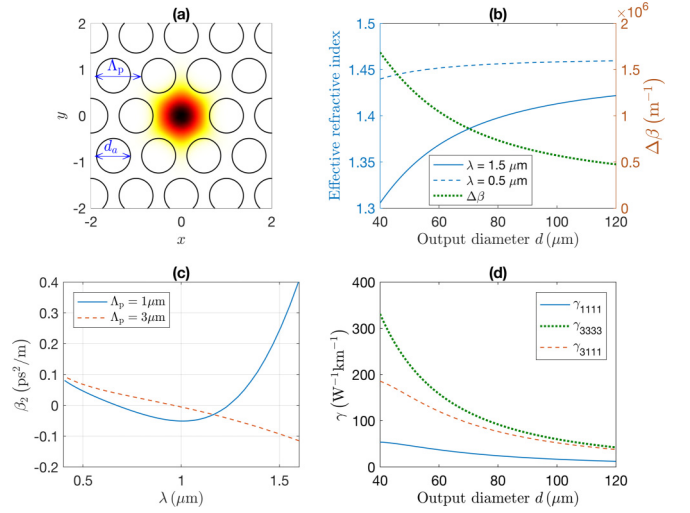 (a)
2
1
0
-1
-2
-2
-1
0
1
2
y
x
Λp
da
(b)
×10⁶
1.5
1.45
1.4
1.35
1.3
2
1.5
1
0.5
0
40
60
80
100
120
Effective refractive index
Δβ (m⁻¹)
λ = 1.5 μm
λ = 0.5 μm
Δβ
Output diameter d (μm)
(c)
0.4
0.3
0.2
0.1
0
-0.1
-0.2
0.5
1
1.5
β₂ (ps²/m)
Λp = 1μm
Λp = 3μm
λ (μm)
(d)
400
300
200
100
0
40
60
80
100
120
γ (W⁻¹km⁻¹)
γ1111
γ3333
γ3111
Output diameter d (μm)